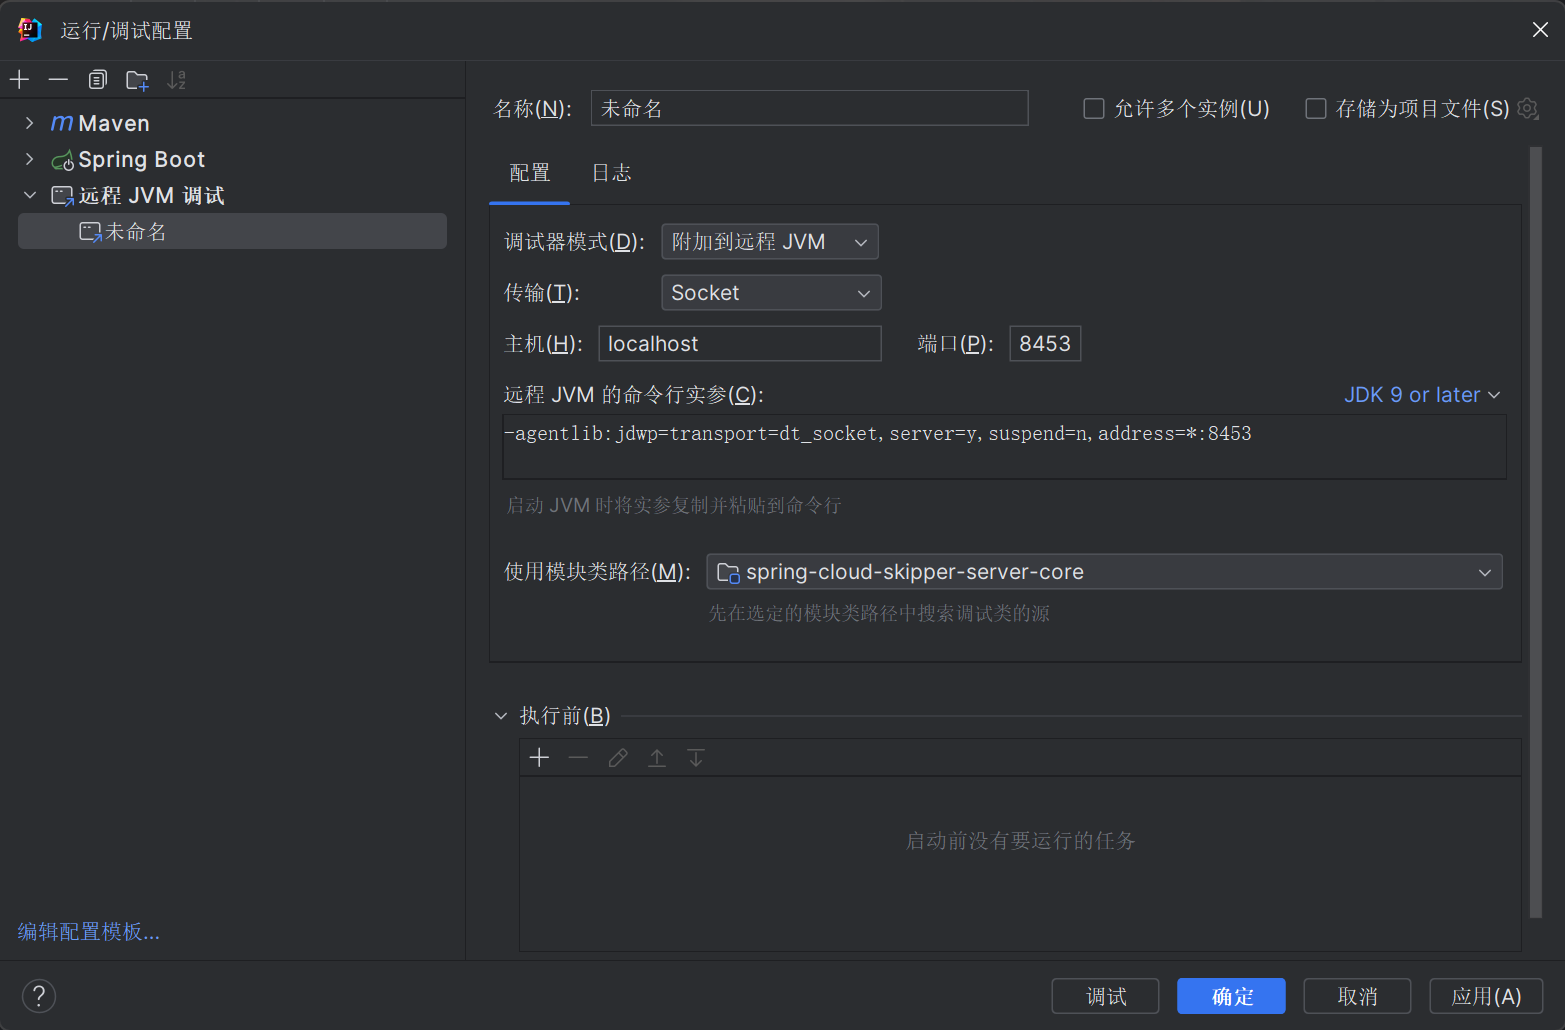 运行/调试配置
Maven
Spring Boot
远程 JVM 调试
未命名
编辑配置模板...
名称(N):
未命名
允许多个实例(U)
存储为项目文件(S)
配置
日志
调试器模式(D):
附加到远程 JVM
传输(T):
Socket
主机(H):
localhost
端口(P):
8453
远程 JVM 的命令行实参(C):
JDK 9 or later
-agentlib:jdwp=transport=dt_socket,server=y,suspend=n,address=*:8453
启动 JVM 时将实参复制并粘贴到命令行
使用模块类路径(M):
spring-cloud-skipper-server-core
先在选定的模块类路径中搜索调试类的源
执行前(B)
启动前没有要运行的任务
?
调试
确定
取消
应用(A)